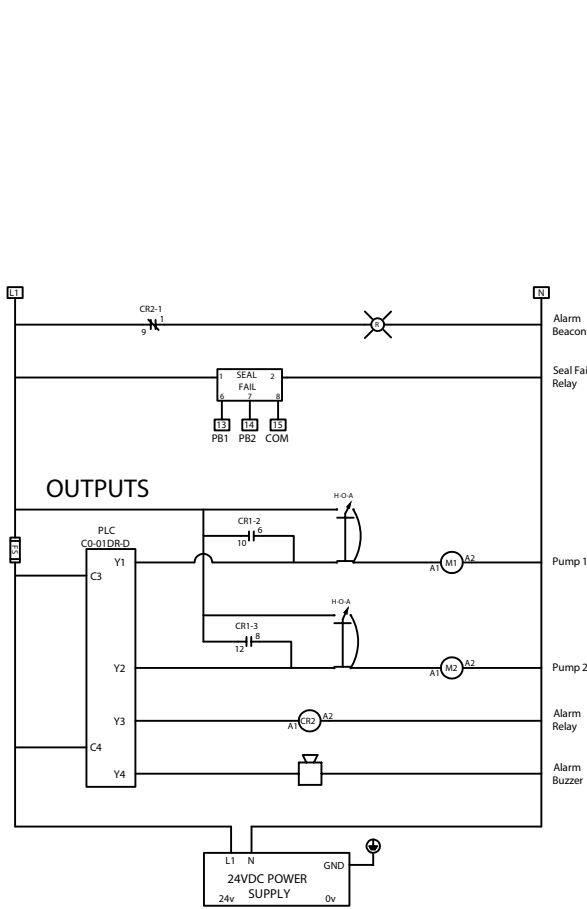 L1
N
CR2-1
1
9
R
Alarm
Beacon
1
SEAL
2
FAIL
6
7
8
Seal Fai
Relay
13
14
15
PB1
PB2
COM
OUTPUTS
H-O-A
PLC
C0-01DR-D
CR1-2
6
10
Y1
M1
A1
A2
Pump 1
C3
H-O-A
CR1-3
8
12
Y2
M2
A1
A2
Pump 2
Y3
CR2
A1
A2
Alarm
Relay
C4
Y4
Alarm
Buzzer
L1
N
GND
24VDC POWER
SUPPLY
24v
0v